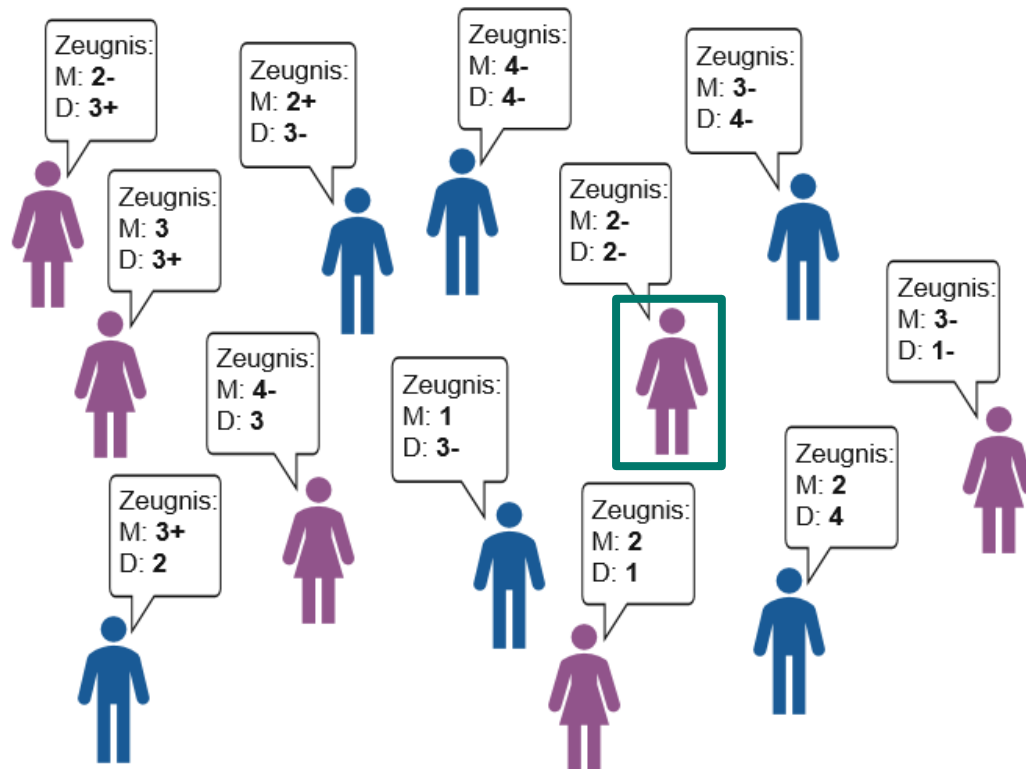 Zeugnis:
M: 2-
D: 3+
Zeugnis:
M: 2+
D: 3-
Zeugnis:
M: 4-
D: 4-
Zeugnis:
M: 3-
D: 4-
Zeugnis:
M: 3
D: 3+
Zeugnis:
M: 2-
D: 2-
Zeugnis:
M: 3-
D: 1-
Zeugnis:
M: 4-
D: 3
Zeugnis:
M: 1
D: 3-
Zeugnis:
M: 2
D: 4
Zeugnis:
M: 3+
D: 2
Zeugnis:
M: 2
D: 1